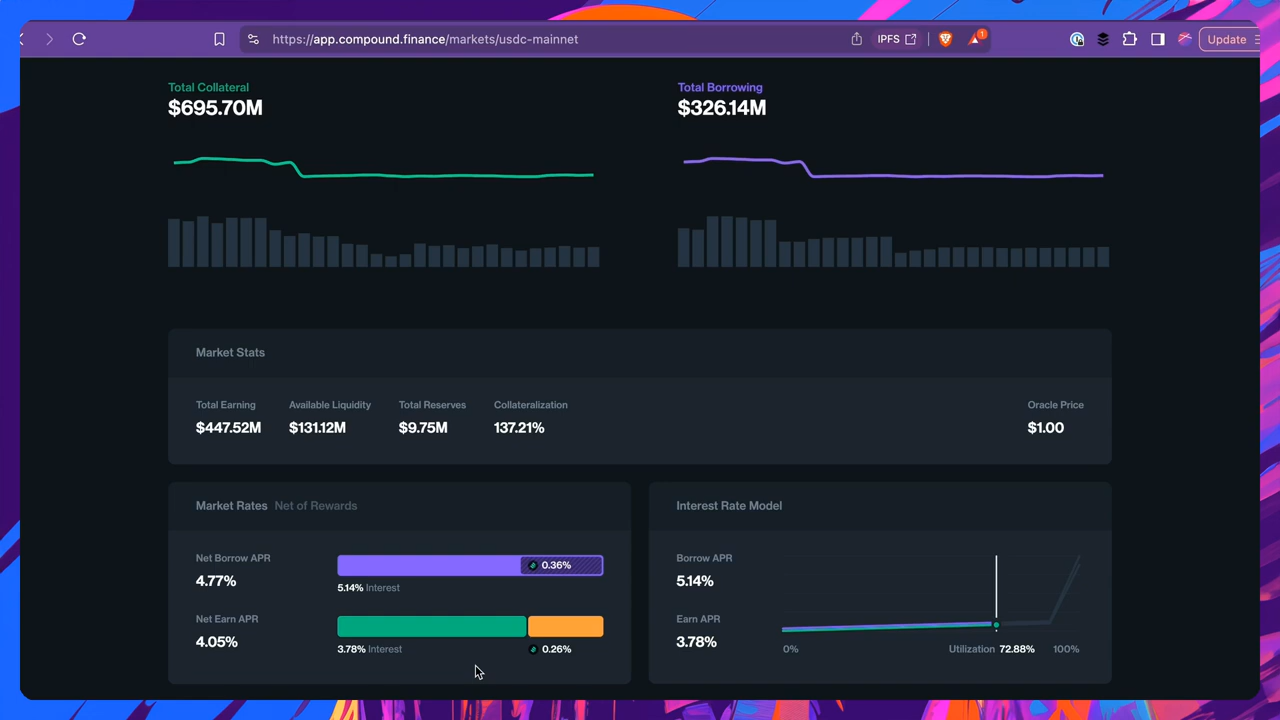 https://app.compound.finance/markets/usdc-mainnet
IPFS
1
Update
Total Collateral
$695.70M
Total Borrowing
$326.14M
Market Stats
Total Earning
Available Liquidity
Total Reserves
Collateralization
Oracle Price
$447.52M
$131.12M
$9.75M
137.21%
$1.00
Market Rates Net of Rewards
Net Borrow APR
4.77%
0.36%
5.14% Interest
Net Earn APR
4.05%
3.78% Interest
0.26%
Interest Rate Model
Borrow APR
5.14%
Earn APR
3.78%
0%
Utilization 72.88%
100%